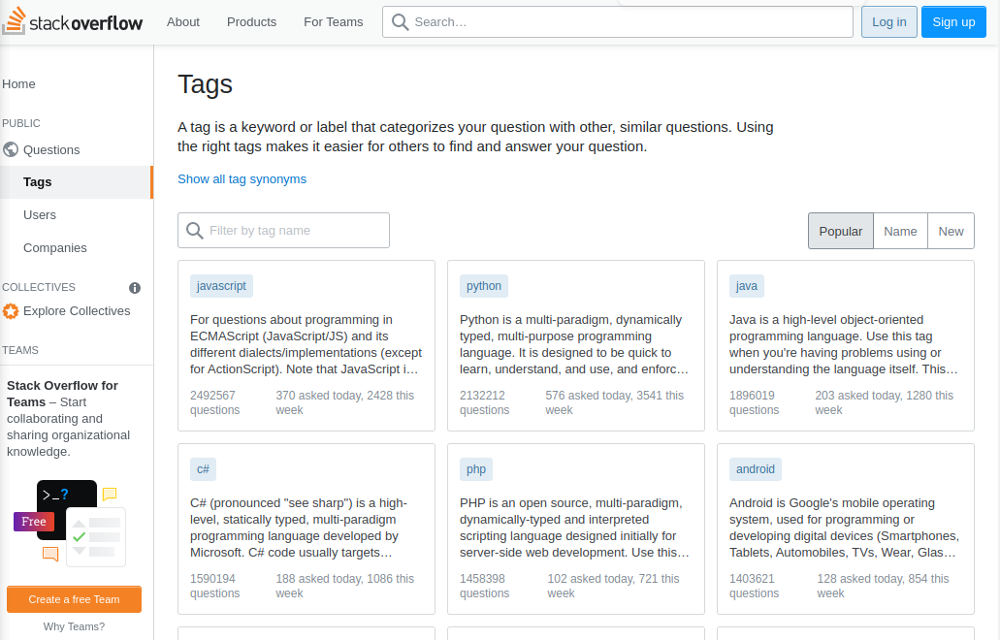 stack overflow
About
Products
For Teams
Search…
Log in
Sign up
Home
PUBLIC
Questions
Tags
Users
Companies
COLLECTIVES
Explore Collectives
TEAMS
Stack Overflow for
Teams – Start
collaborating and
sharing organizational
knowledge.
>_?
Free
Create a free Team
Why Teams?
Tags
A tag is a keyword or label that categorizes your question with other, similar questions. Using
the right tags makes it easier for others to find and answer your question.
Show all tag synonyms
Filter by tag name
Popular
Name
New
javascript
For questions about programming in
ECMAScript (JavaScript/JS) and its
different dialects/implementations (except
for ActionScript). Note that JavaScript i…
2492567
questions
370 asked today, 2428 this
week
python
Python is a multi-paradigm, dynamically
typed, multi-purpose programming
language. It is designed to be quick to
learn, understand, and use, and enforc…
2132212
questions
576 asked today, 3541 this
week
java
Java is a high-level object-oriented
programming language. Use this tag
when you're having problems using or
understanding the language itself. This…
1896019
questions
203 asked today, 1280 this
week
c#
C# (pronounced "see sharp") is a high-
level, statically typed, multi-paradigm
programming language developed by
Microsoft. C# code usually targets…
1590194
questions
188 asked today, 1086 this
week
php
PHP is an open source, multi-paradigm,
dynamically-typed and interpreted
scripting language designed initially for
server-side web development. Use this…
1458398
questions
102 asked today, 721 this
week
android
Android is Google's mobile operating
system, used for programming or
developing digital devices (Smartphones,
Tablets, Automobiles, TVs, Wear, Glas…
1403621
questions
128 asked today, 854 this
week